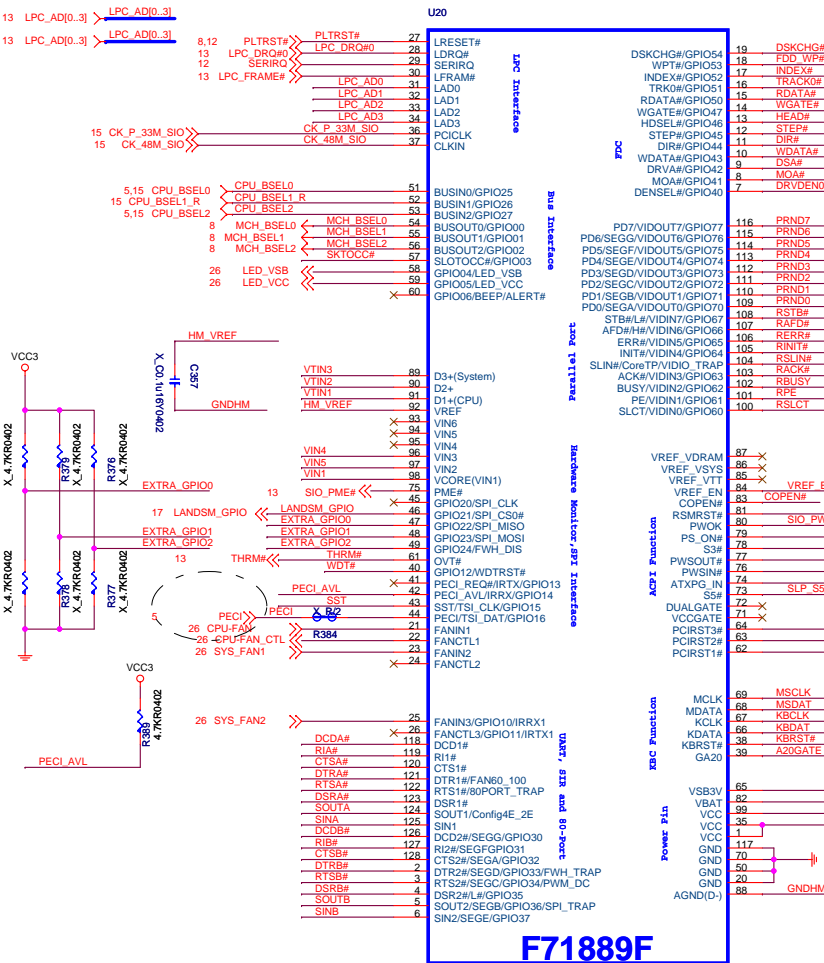 U20
13 LPC_AD[0..3] LPC_AD[0..3]
13 LPC_AD[0..3] LPC_AD[0..3]
8,12 PLTRST# PLTRST# 27 LRESET#
13 LPC_DRQ#0 LPC_DRQ#0 28 LDRQ#
12 SERIRQ 29 SERIRQ
13 LPC_FRAME# 30 LFRAM#
LPC_AD0 31 LAD0
LPC_AD1 32 LAD1
LPC_AD2 33 LAD2
LPC_AD3 34 LAD3
15 CK_P_33M_SIO CK_P_33M_SIO 36 PCICLK
15 CK_48M_SIO CK_48M_SIO 37 CLKIN
LPC Interface
5,15 CPU_BSEL0 CPU_BSEL0 51 BUSIN0/GPIO25
15 CPU_BSEL1_R CPU_BSEL1_R 52 BUSIN1/GPIO26
5,15 CPU_BSEL2 CPU_BSEL2 53 BUSIN2/GPIO27
8 MCH_BSEL0 MCH_BSEL0 54 BUSOUT0/GPIO00
8 MCH_BSEL1 MCH_BSEL1 55 BUSOUT1/GPIO01
8 MCH_BSEL2 MCH_BSEL2 56 BUSOUT2/GPIO02
SKTOCC# 57 SLOTOCC#/GPIO03
26 LED_VSB 58 GPIO04/LED_VSB
26 LED_VCC 59 GPIO05/LED_VCC
60 GPIO06/BEEP/ALERT#
Bus Interface
HM_VREF
C357
X_C0.1u16Y0402
GNDHM
VTIN3 89 D3+(System)
VTIN2 90 D2+
VTIN1 91 D1+(CPU)
HM_VREF 92 VREF
93 VIN6
94 VIN5
95 VIN4
VIN4 96 VIN3
VIN5 97 VIN2
VIN1 98 VCORE(VIN1)
13 SIO_PME# 75 PME#
45 GPIO20/SPI_CLK
17 LANDSM_GPIO LANDSM_GPIO 46 GPIO21/SPI_CS0#
EXTRA_GPIO0 47 GPIO22/SPI_MISO
EXTRA_GPIO1 48 GPIO23/SPI_MOSI
EXTRA_GPIO2 49 GPIO24/FWH_DIS
13 THRM# THRM# 61 OVT#
WDT# 40 GPIO12/WDTRST#
41 PECI_REQ#/IRTX/GPIO13
PECI_AVL 42 PECI_AVL/IRRX/GPIO14
SST 43 SST/TSI_CLK/GPIO15
5 PECI PECI X_R/2 R384 44 PECI/TSI_DAT/GPIO16
26 CPU-FAN 21 FANIN1
26 CPU-FAN_CTL 22 FANCTL1
26 SYS_FAN1 23 FANIN2
24 FANCTL2
Hardware Monitor,SPI Interface
VCC3
X_4.7KR0402
R379 X_4.7KR0402
R376 X_4.7KR0402
EXTRA_GPIO0
EXTRA_GPIO1
EXTRA_GPIO2
X_4.7KR0402
R378 X_4.7KR0402
R377 X_4.7KR0402
VCC3
R389 4.7KR0402
PECI_AVL
26 SYS_FAN2 25 FANIN3/GPIO10/IRRX1
26 FANCTL3/GPIO11/IRTX1
DCDA# 118 DCD1#
RIA# 119 RI1#
CTSA# 120 CTS1#
DTRA# 121 DTR1#/FAN60_100
RTSA# 122 RTS1#/80PORT_TRAP
DSRA# 123 DSR1#
SOUTA 124 SOUT1/Config4E_2E
SINA 125 SIN1
DCDB# 126 DCD2#/SEGG/GPIO30
RIB# 127 RI2#/SEGFGPIO31
CTSB# 128 CTS2#/SEGA/GPIO32
DTRB# 2 DTR2#/SEGD/GPIO33/FWH_TRAP
RTSB# 3 RTS2#/SEGC/GPIO34/PWM_DC
DSRB# 4 DSR2#/L#/GPIO35
SOUTB 5 SOUT2/SEGB/GPIO36/SPI_TRAP
SINB 6 SIN2/SEGE/GPIO37
UART, SIR and 80-Port
FDC
DSKCHG#/GPIO54 19 DSKCHG#
WPT#/GPIO53 18 FDD_WP#
INDEX#/GPIO52 17 INDEX#
TRK0#/GPIO51 16 TRACK0#
RDATA#/GPIO50 15 RDATA#
WGATE#/GPIO47 14 WGATE#
HDSEL#/GPIO46 13 HEAD#
STEP#/GPIO45 12 STEP#
DIR#/GPIO44 11 DIR#
WDATA#/GPIO43 10 WDATA#
DRVA#/GPIO42 9 DSA#
MOA#/GPIO41 8 MOA#
DENSEL#/GPIO40 7 DRVDEN0
Parallel Port
PD7/VIDOUT7/GPIO77 116 PRND7
PD6/SEGG/VIDOUT6/GPIO76 115 PRND6
PD5/SEGF/VIDOUT5/GPIO75 114 PRND5
PD4/SEGE/VIDOUT4/GPIO74 113 PRND4
PD3/SEGD/VIDOUT3/GPIO73 112 PRND3
PD2/SEGC/VIDOUT2/GPIO72 111 PRND2
PD1/SEGB/VIDOUT1/GPIO71 110 PRND1
PD0/SEGA/VIDOUT0/GPIO70 109 PRND0
STB#/L#/VIDIN7/GPIO67 108 RSTB#
AFD#/H#/VIDIN6/GPIO66 107 RAFD#
ERR#/VIDIN5/GPIO65 106 RERR#
INIT#/VIDIN4/GPIO64 105 RINIT#
SLIN#/CoreTP/VIDIO_TRAP 104 RSLIN#
ACK#/VIDIN3/GPIO63 103 RACK#
BUSY/VIDIN2/GPIO62 102 RBUSY
PE/VIDIN1/GPIO61 101 RPE
SLCT/VIDIN0/GPIO60 100 RSLCT
ACPI Function
VREF_VDRAM 87
VREF_VSYS 86
VREF_VTT 85
VREF_EN 84 VREF_E
COPEN# 83 COPEN#
RSMRST# 81
PWOK 80 SIO_PW
PS_ON# 79
S3# 78
PWSOUT# 77
PWSIN# 76
ATXPG_IN 74
S5# 73 SLP_S5
DUALGATE 72
VCCGATE 71
PCIRST3# 64
PCIRST2# 63
PCIRST1# 62
KBC Function
MCLK 69 MSCLK
MDATA 68 MSDAT
KCLK 67 KBCLK
KDATA 66 KBDAT
KBRST# 38 KBRST#
GA20 39 A20GATE
Power Pin
VSB3V 65
VBAT 82
VCC 99
VCC 35
VCC 1
GND 117
GND 70
GND 50
GND 20
AGND(D-) 88 GNDHM
F71889F